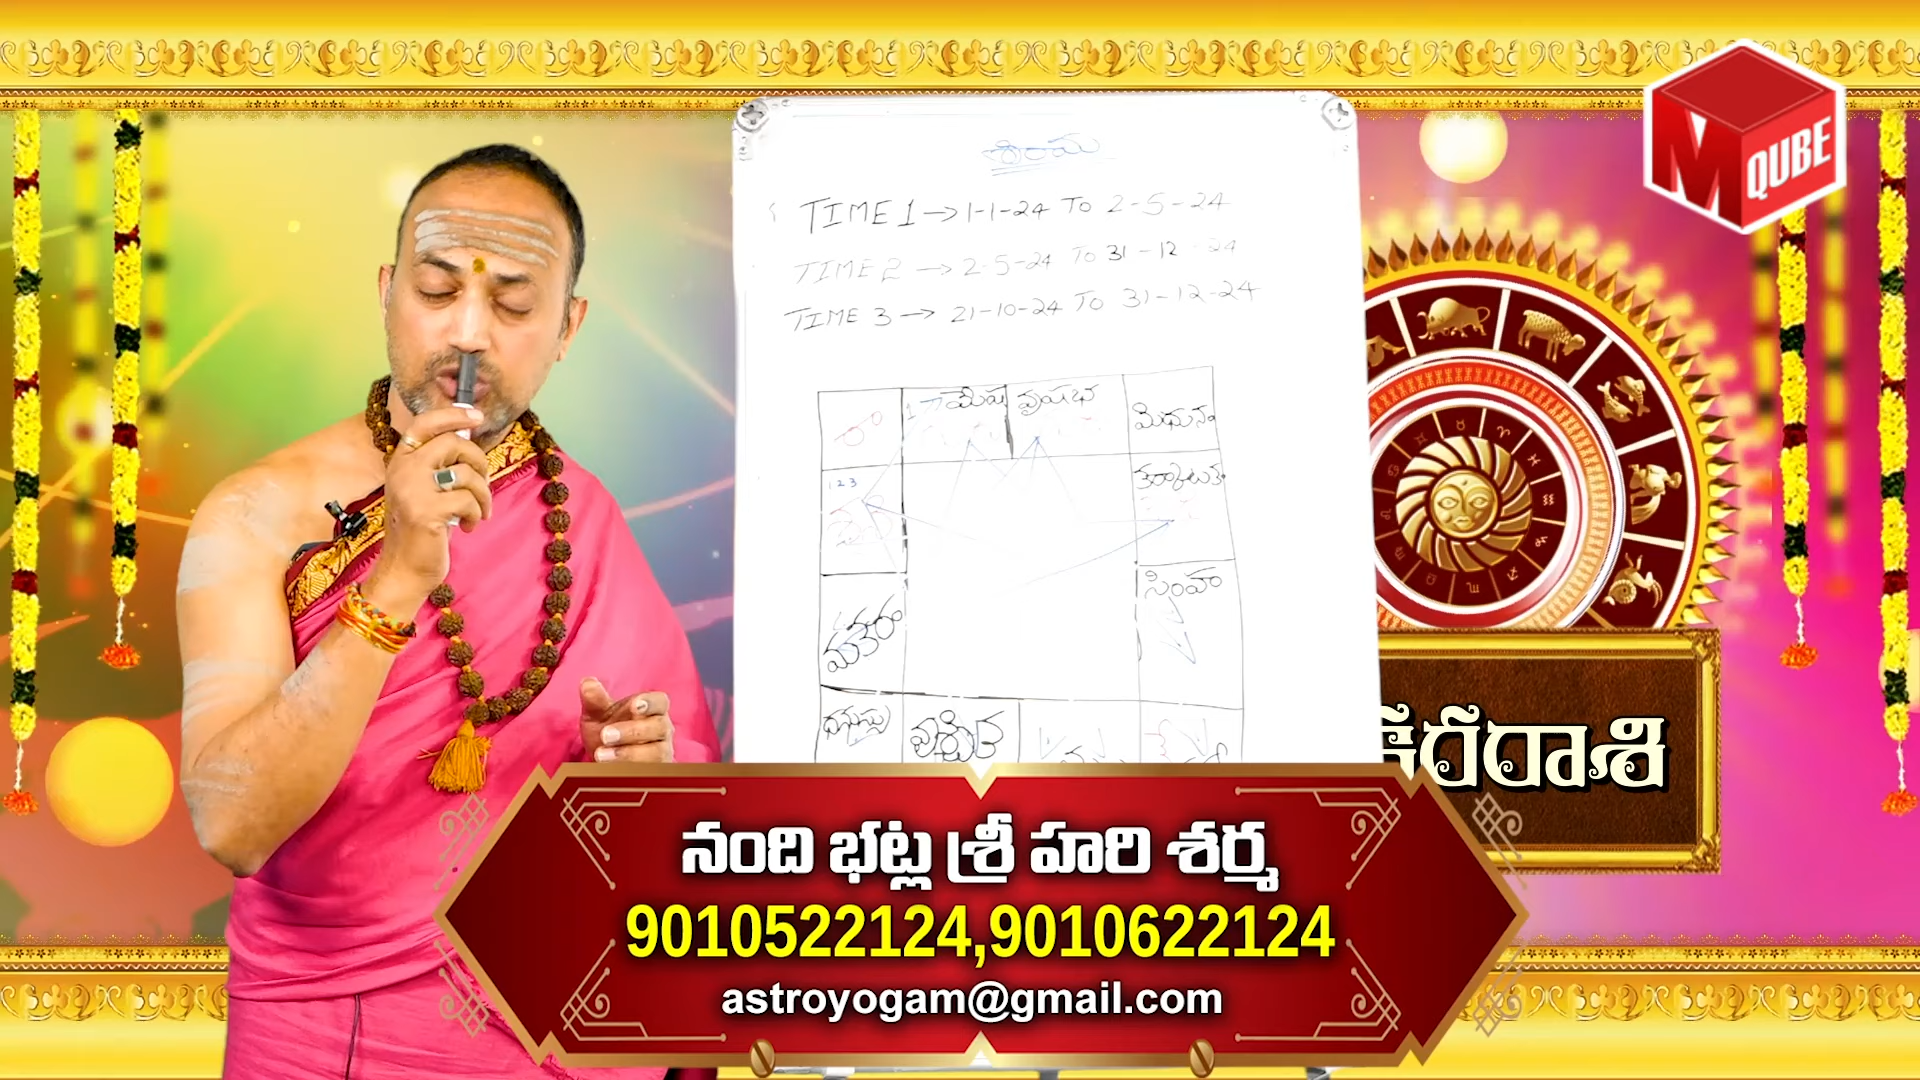 MQUBE
శ్రీరామ
TIME 1 → 1-1-24 To 2-5-24
TIME 2 → 2-5-24 To 31-12-24
TIME 3 → 21-10-24 To 31-12-24
మేష వృషభ
మిథునం
123
కర్కాటకం
సింహ
మకర
ధనుస్సు
రరాశి
నంది భట్ల శ్రీ హరి శర్మ
9010522124,9010622124
astroyogam@gmail.com